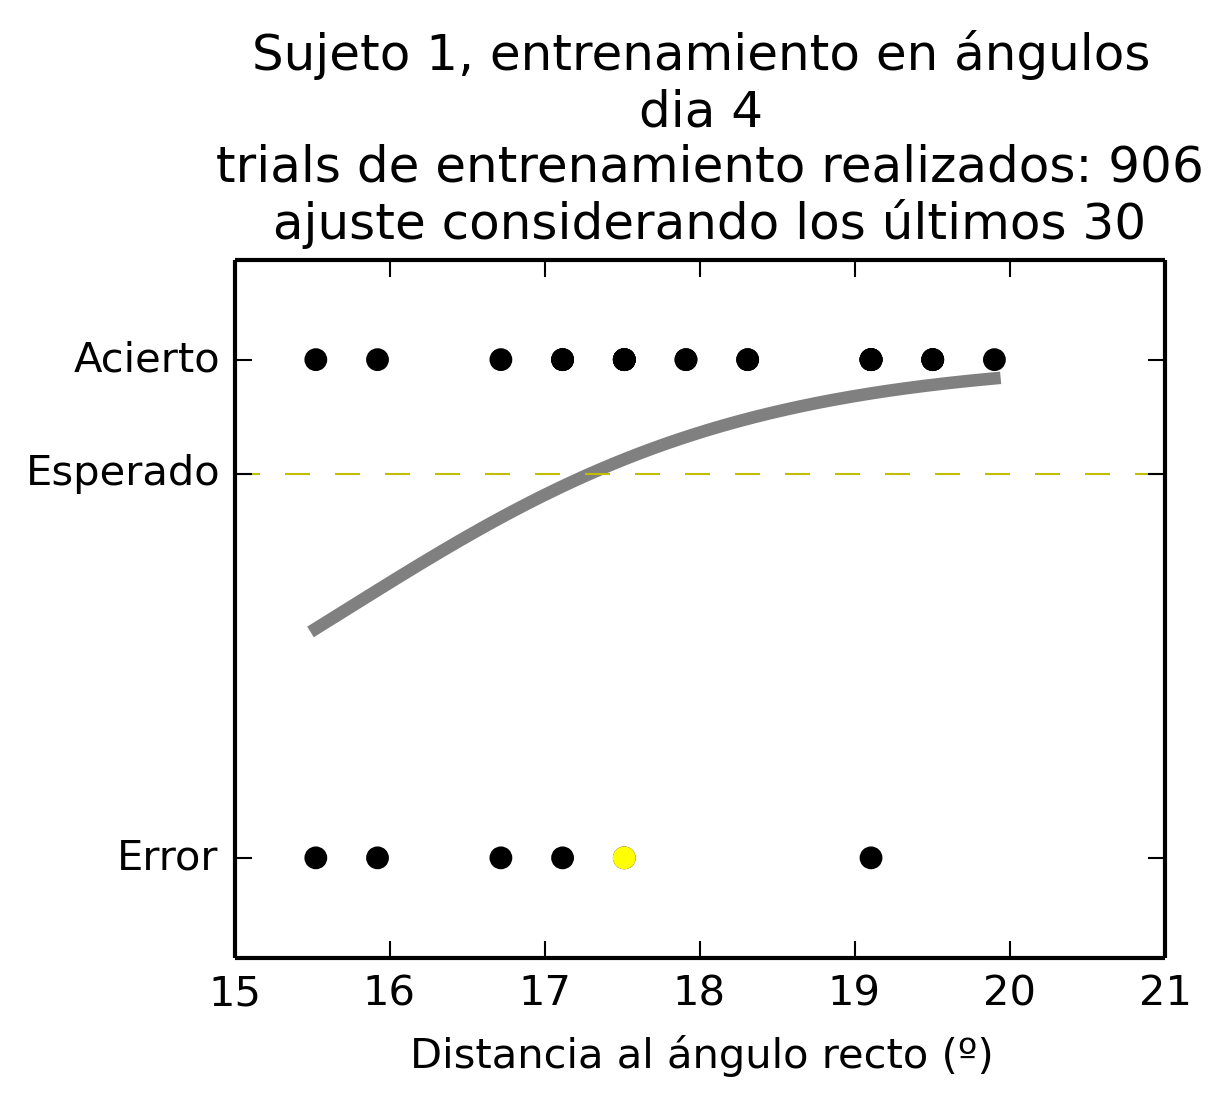 Sujeto 1, entrenamiento en ángulos
dia 4
trials de entrenamiento realizados: 906
ajuste considerando los últimos 30
Acierto
Esperado
Error
15 16 17 18 19 20 21
Distancia al ángulo recto (º)